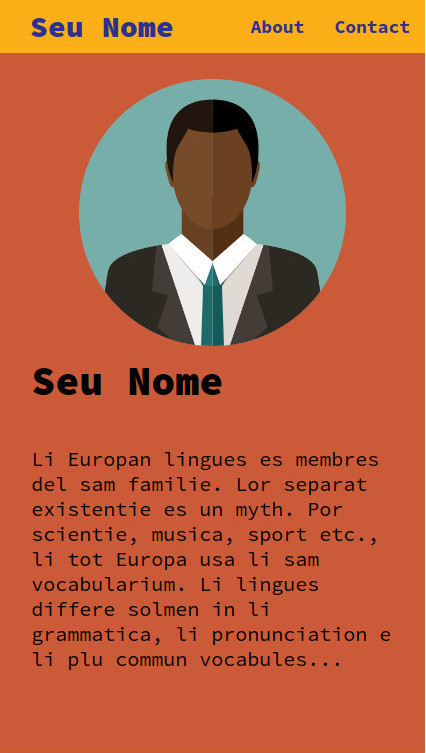 Seu Nome About Contact
Seu Nome
Li Europan lingues es membres
del sam familie. Lor separat
existentie es un myth. Por
scientie, musica, sport etc.,
li tot Europa usa li sam
vocabularium. Li lingues
differe solmen in li
grammatica, li pronunciation e
li plu commun vocabules...